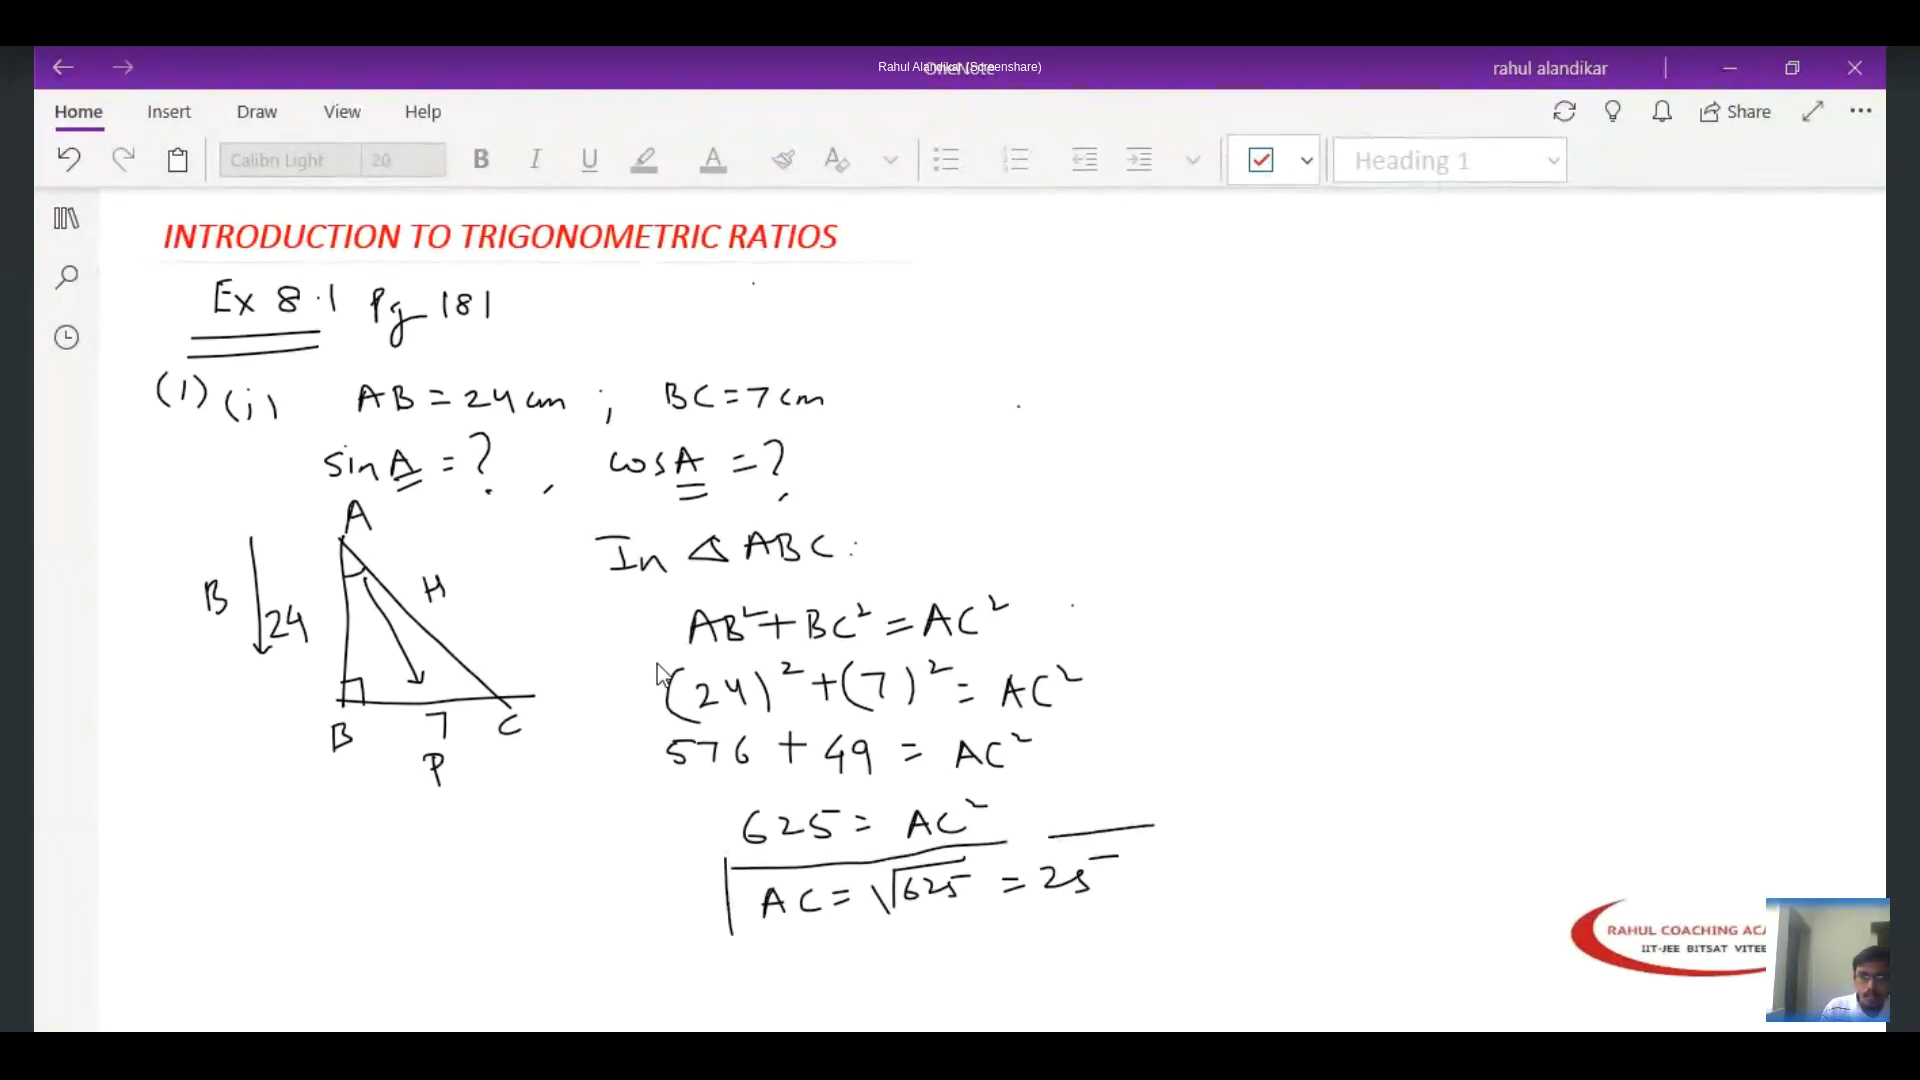 Rahul Alandikar (Screenshare)
OneNote
rahul alandikar
Home Insert Draw View Help
Share
Calibri Light 20
B I U A
Heading 1
INTRODUCTION TO TRIGONOMETRIC RATIOS
Ex 8.1 Pg 181
(1) (i) AB = 24 cm ; BC = 7 cm
sin A = ? , cos A = ?
A
In △ ABC :
B 24 H
AB² + BC² = AC²
(24)² + (7)² = AC²
B 7 C
576 + 49 = AC²
P
625 = AC²
AC = √625 = 25
RAHUL COACHING ACA
IIT-JEE BITSAT VITEE